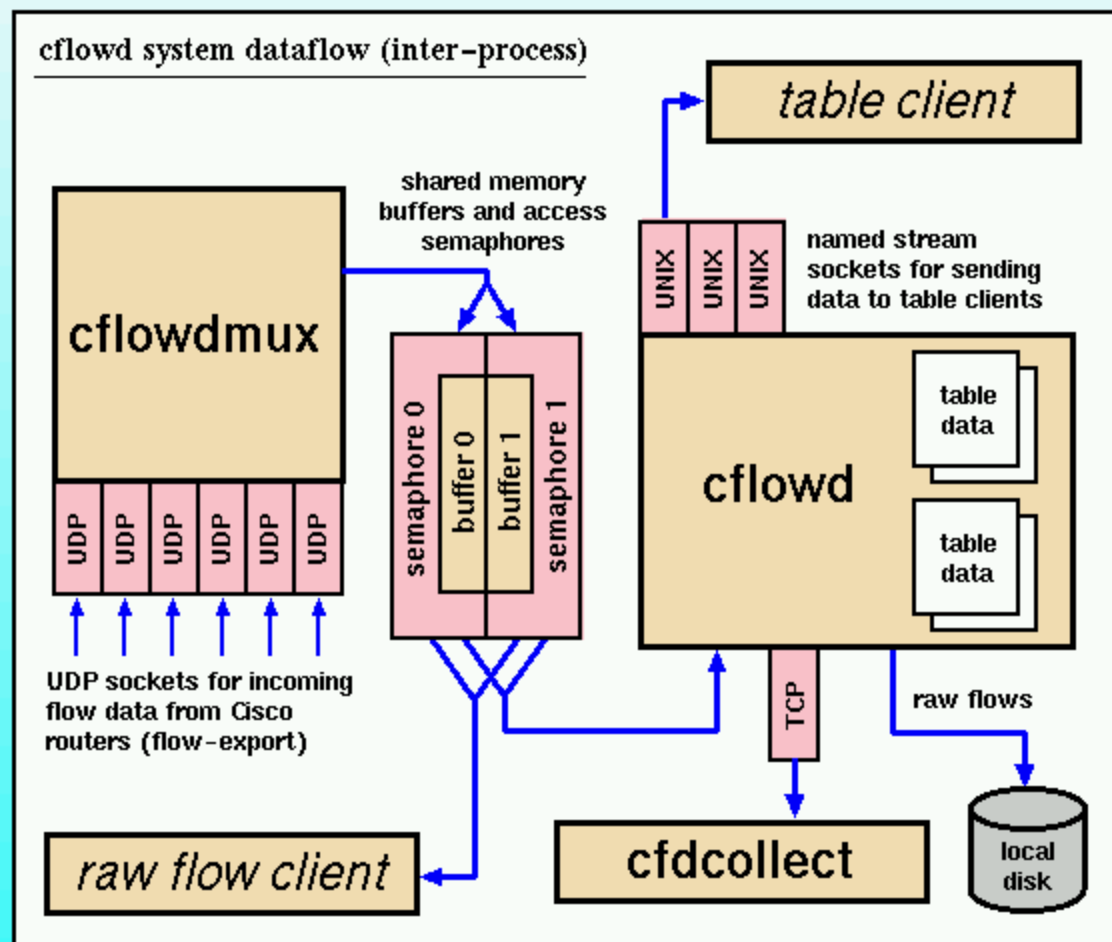 cflowd system dataflow (inter-process)
table client
shared memory
buffers and access
semaphores
named stream
sockets for sending
data to table clients
UNIX
UNIX
UNIX
cflowdmux
semaphore 0
buffer 0
buffer 1
semaphore 1
cflowd
table
data
table
data
UDP
UDP
UDP
UDP
UDP
UDP
UDP sockets for incoming
flow data from Cisco
routers (flow-export)
TCP
raw flows
raw flow client
cfdcollect
local
disk